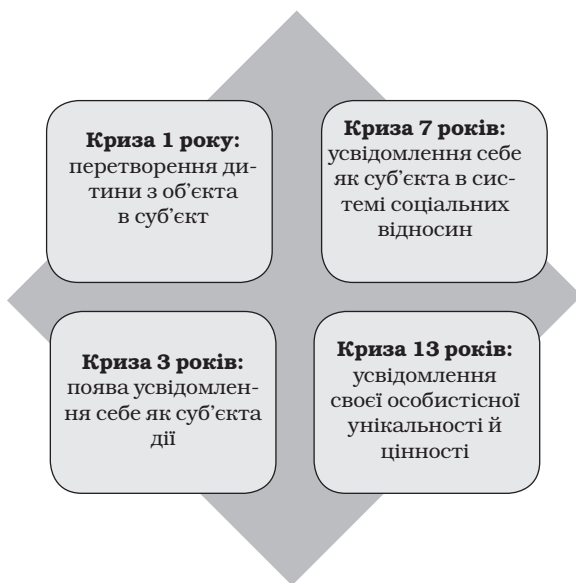 Криза 1 року:
перетворення ди-
тини з об’єкта
в суб’єкт
Криза 7 років:
усвідомлення себе
як суб’єкта в сис-
темі соціальних
відносин
Криза 3 років:
поява усвідомлен-
ня себе як суб’єкта
дії
Криза 13 років:
усвідомлення
своєї особистісної
унікальності й
цінності